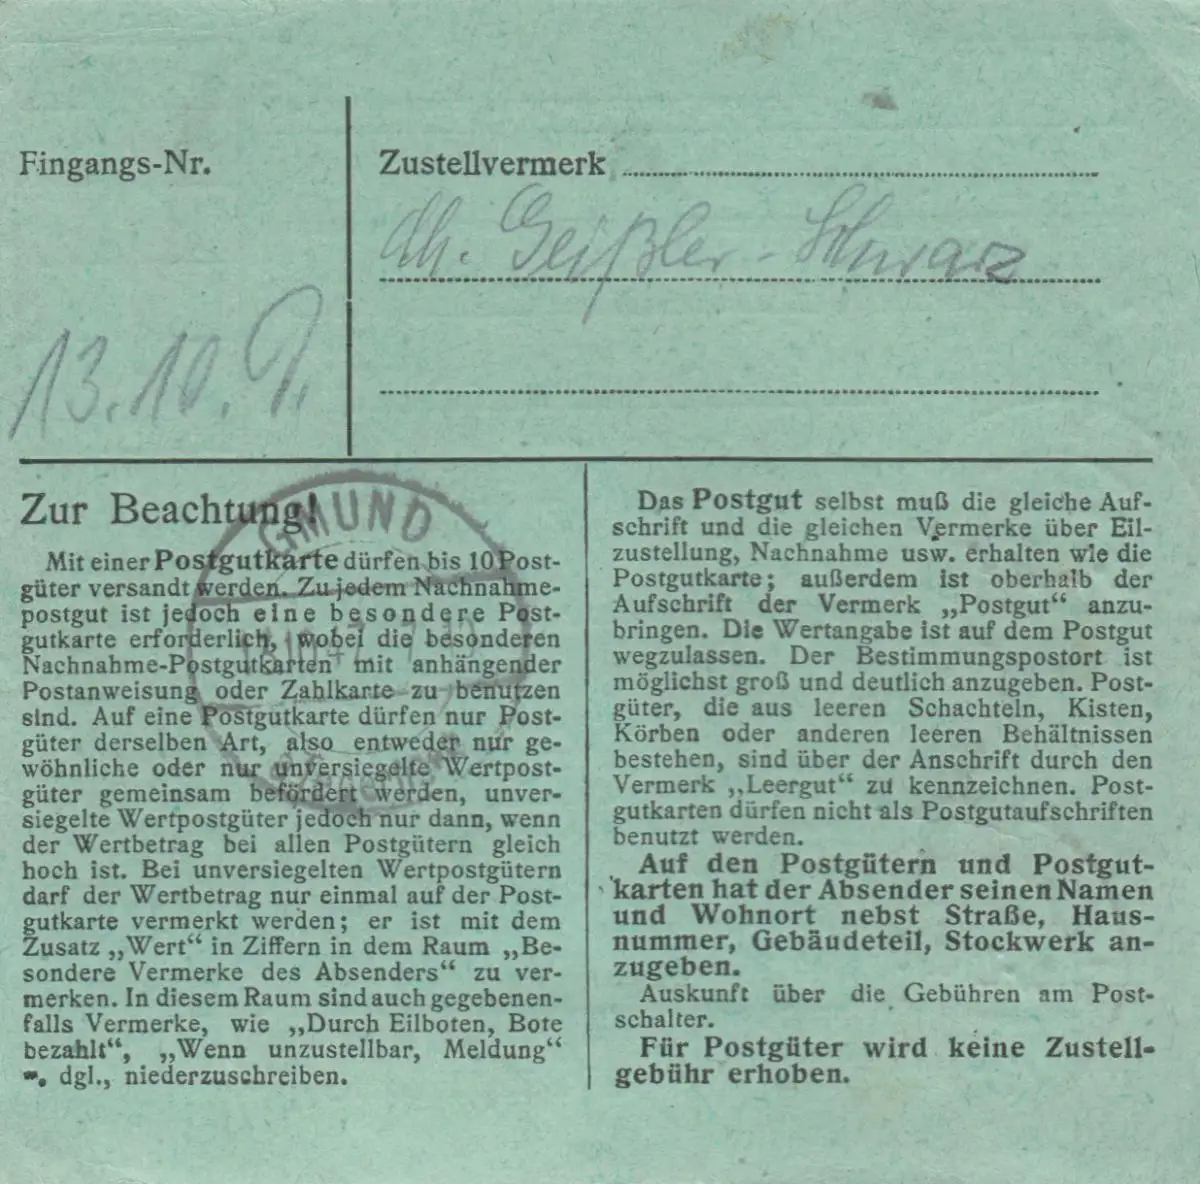 Eingangs-Nr.
Zustellvermerk
Geißler-Schwarz
13.10.
GMUND
Zur Beachtung!
Mit einer Postgutkarte dürfen bis 10 Post-
güter versandt werden. Zu jedem Nachnahme-
postgut ist jedoch eine besondere Post-
gutkarte erforderlich, wobei die besonderen
Nachnahme-Postgutkarten mit anhängender
Postanweisung oder Zahlkarte zu benutzen
sind. Auf eine Postgutkarte dürfen nur Post-
güter derselben Art, also entweder nur ge-
wöhnliche oder nur unversiegelte Wertpost-
güter gemeinsam befördert werden, unver-
siegelte Wertpostgüter jedoch nur dann, wenn
der Wertbetrag bei allen Postgütern gleich
hoch ist. Bei unversiegelten Wertpostgütern
darf der Wertbetrag nur einmal auf der Post-
gutkarte vermerkt werden; er ist mit dem
Zusatz „Wert“ in Ziffern in dem Raum „Be-
sondere Vermerke des Absenders“ zu ver-
merken. In diesem Raum sind auch gegebenen-
falls Vermerke, wie „Durch Eilboten, Bote
bezahlt“, „Wenn unzustellbar, Meldung“
dgl., niederzuschreiben.
Das Postgut selbst muß die gleiche Auf-
schrift und die gleichen Vermerke über Eil-
zustellung, Nachnahme usw. erhalten wie die
Postgutkarte; außerdem ist oberhalb der
Aufschrift der Vermerk „Postgut“ anzu-
bringen. Die Wertangabe ist auf dem Postgut
wegzulassen. Der Bestimmungspostort ist
möglichst groß und deutlich anzugeben. Post-
güter, die aus leeren Schachteln, Kisten,
Körben oder anderen leeren Behältnissen
bestehen, sind über der Anschrift durch den
Vermerk „Leergut“ zu kennzeichnen. Post-
gutkarten dürfen nicht als Postgutaufschriften
benutzt werden.
Auf den Postgütern und Postgut-
karten hat der Absender seinen Namen
und Wohnort nebst Straße, Haus-
nummer, Gebäudeteil, Stockwerk an-
zugeben.
Auskunft über die Gebühren am Post-
schalter.
Für Postgüter wird keine Zustell-
gebühr erhoben.